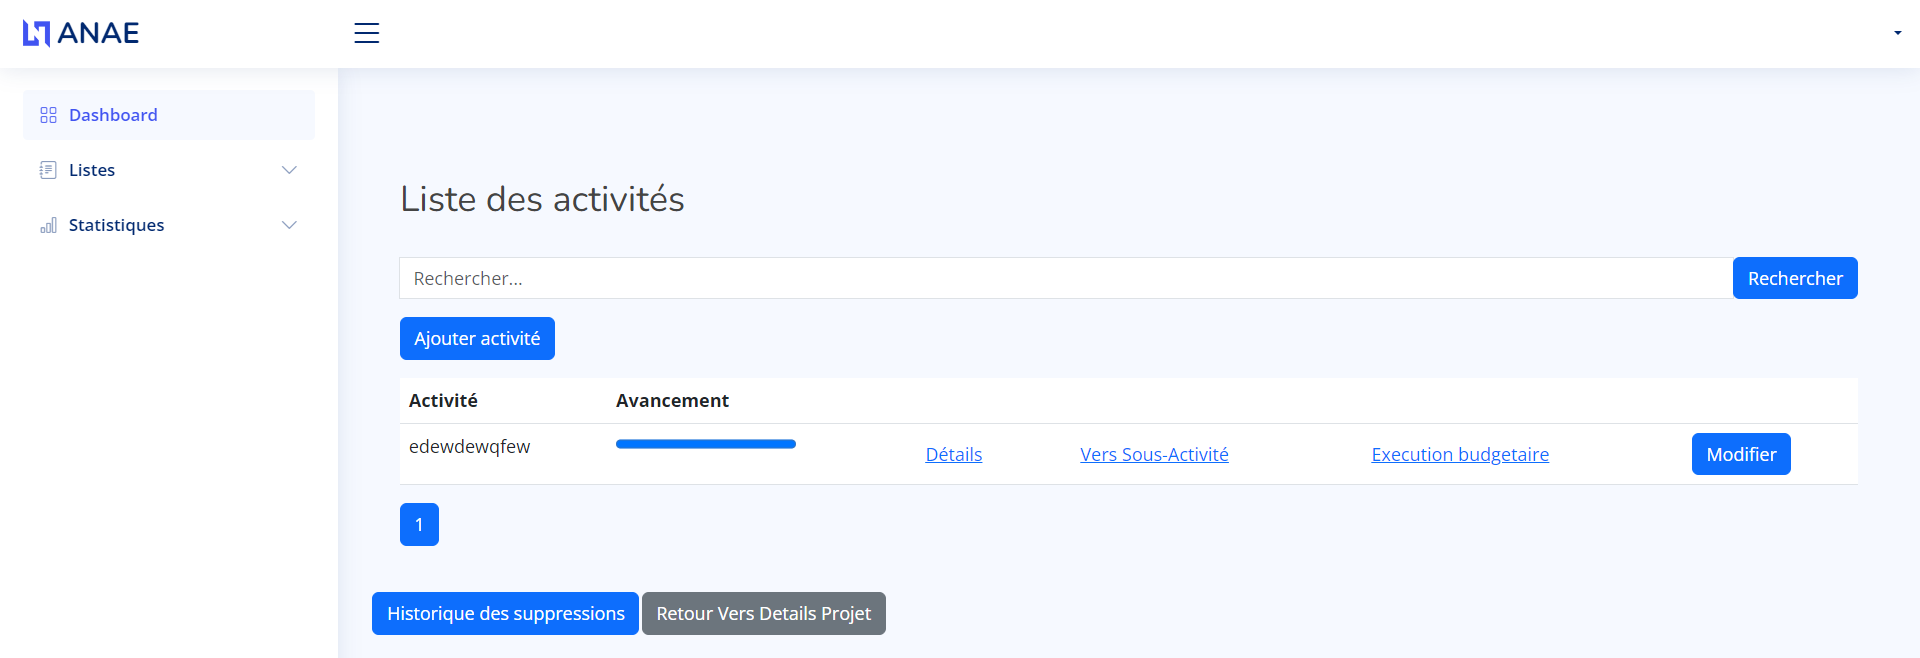 ANAE
Dashboard
Listes
Statistiques
Liste des activités
Rechercher...
Rechercher
Ajouter activité
Activité Avancement
edewdewqfew Détails Vers Sous-Activité Execution budgetaire Modifier
1
Historique des suppressions Retour Vers Details Projet